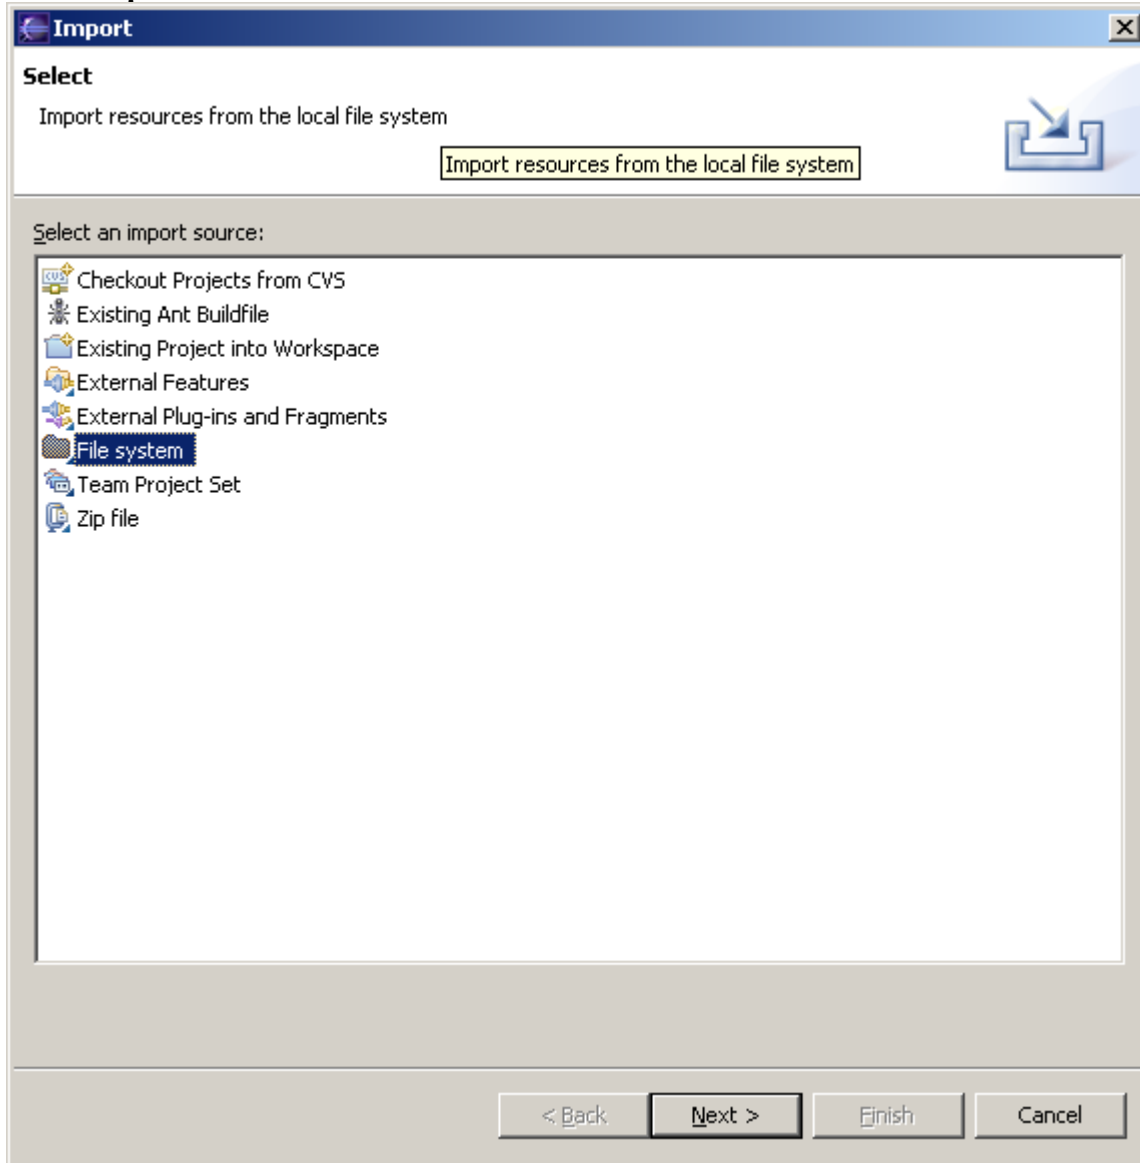 Import
Select
Import resources from the local file system
Import resources from the local file system
Select an import source:
Checkout Projects from CVS
Existing Ant Buildfile
Existing Project into Workspace
External Features
External Plug-ins and Fragments
File system
Team Project Set
Zip file
< Back Next > Finish Cancel